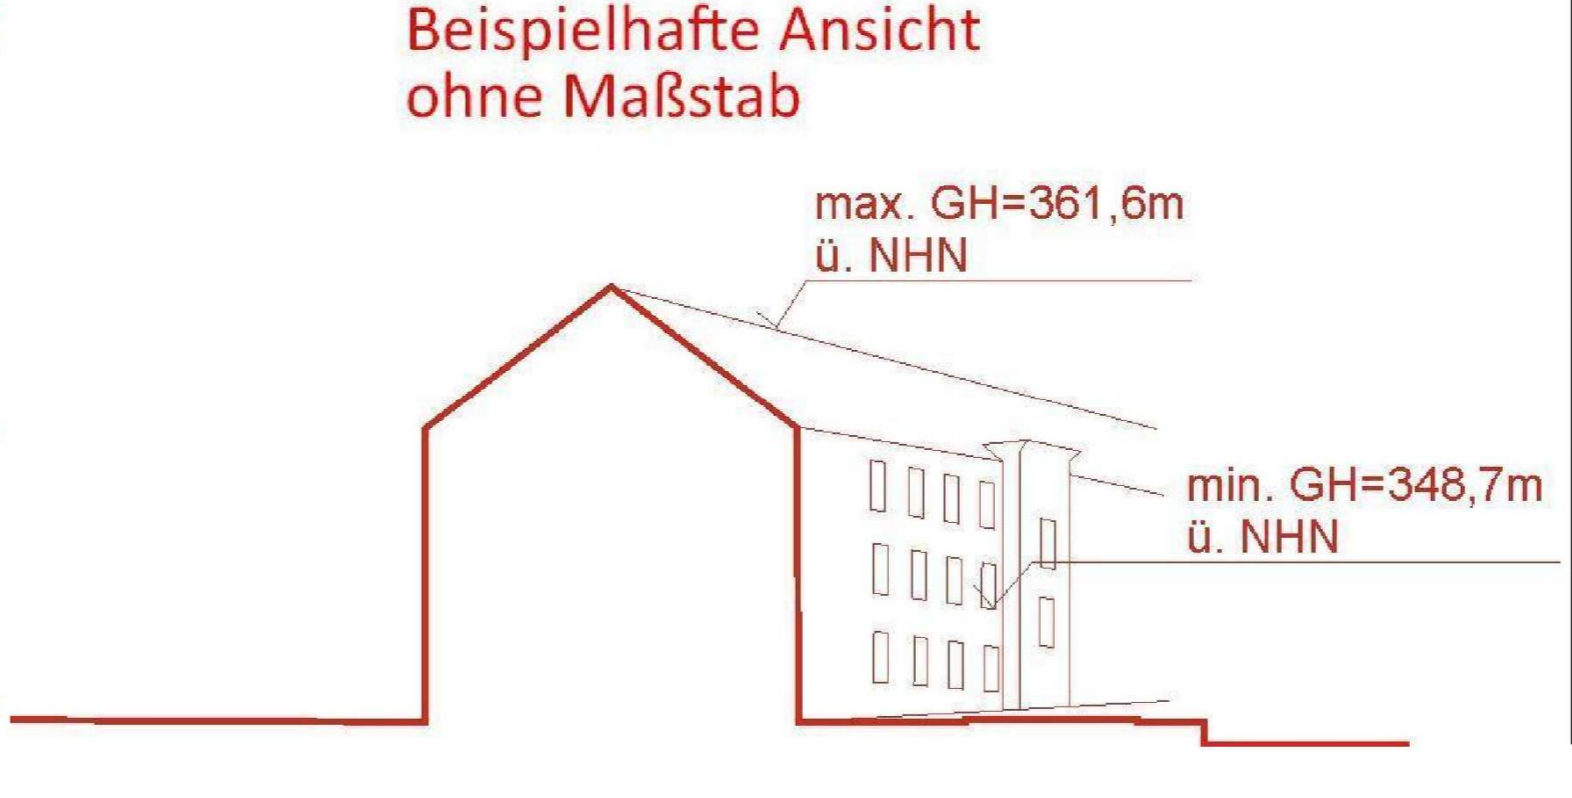 Beispielhafte Ansicht
ohne Maßstab
max. GH=361,6m
ü. NHN
min. GH=348,7m
ü. NHN